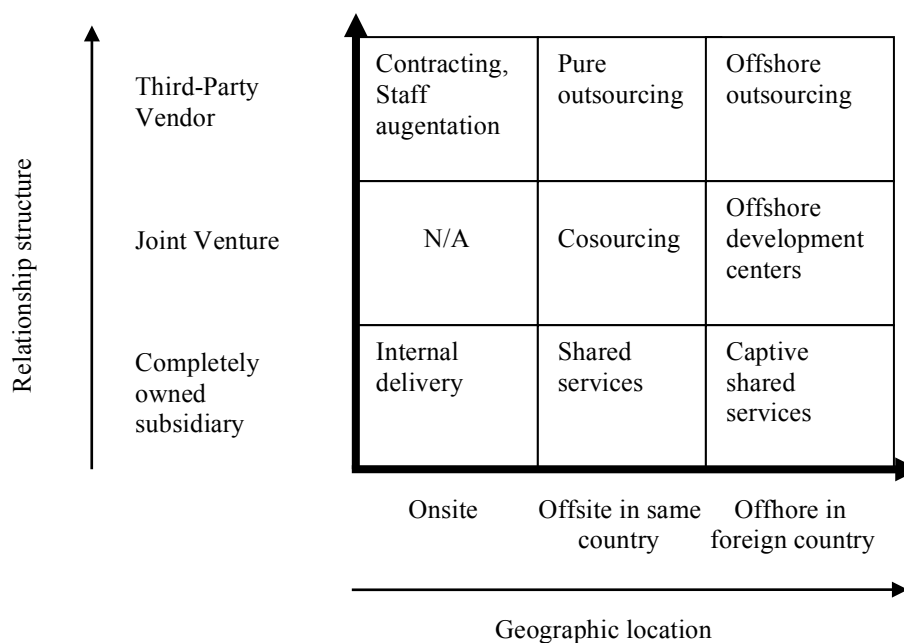 Relationship structure
Third-Party
Vendor
Contracting,
Staff
augentation
Pure
outsourcing
Offshore
outsourcing
Joint Venture
N/A
Cosourcing
Offshore
development
centers
Completely
owned
subsidiary
Internal
delivery
Shared
services
Captive
shared
services
Onsite
Offsite in same
country
Offhore in
foreign country
Geographic location